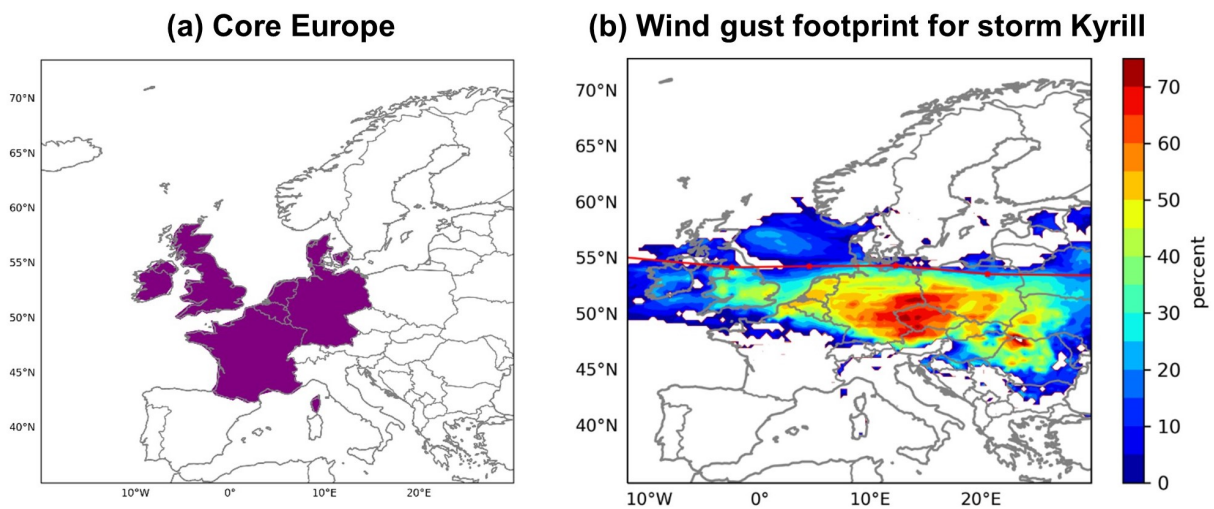 (a) Core Europe
70°N
65°N
60°N
55°N
50°N
45°N
40°N
10°W 0° 10°E 20°E
(b) Wind gust footprint for storm Kyrill
70°N
65°N
60°N
55°N
50°N
45°N
40°N
10°W 0° 10°E 20°E
70
60
50
40
30
20
10
0
percent